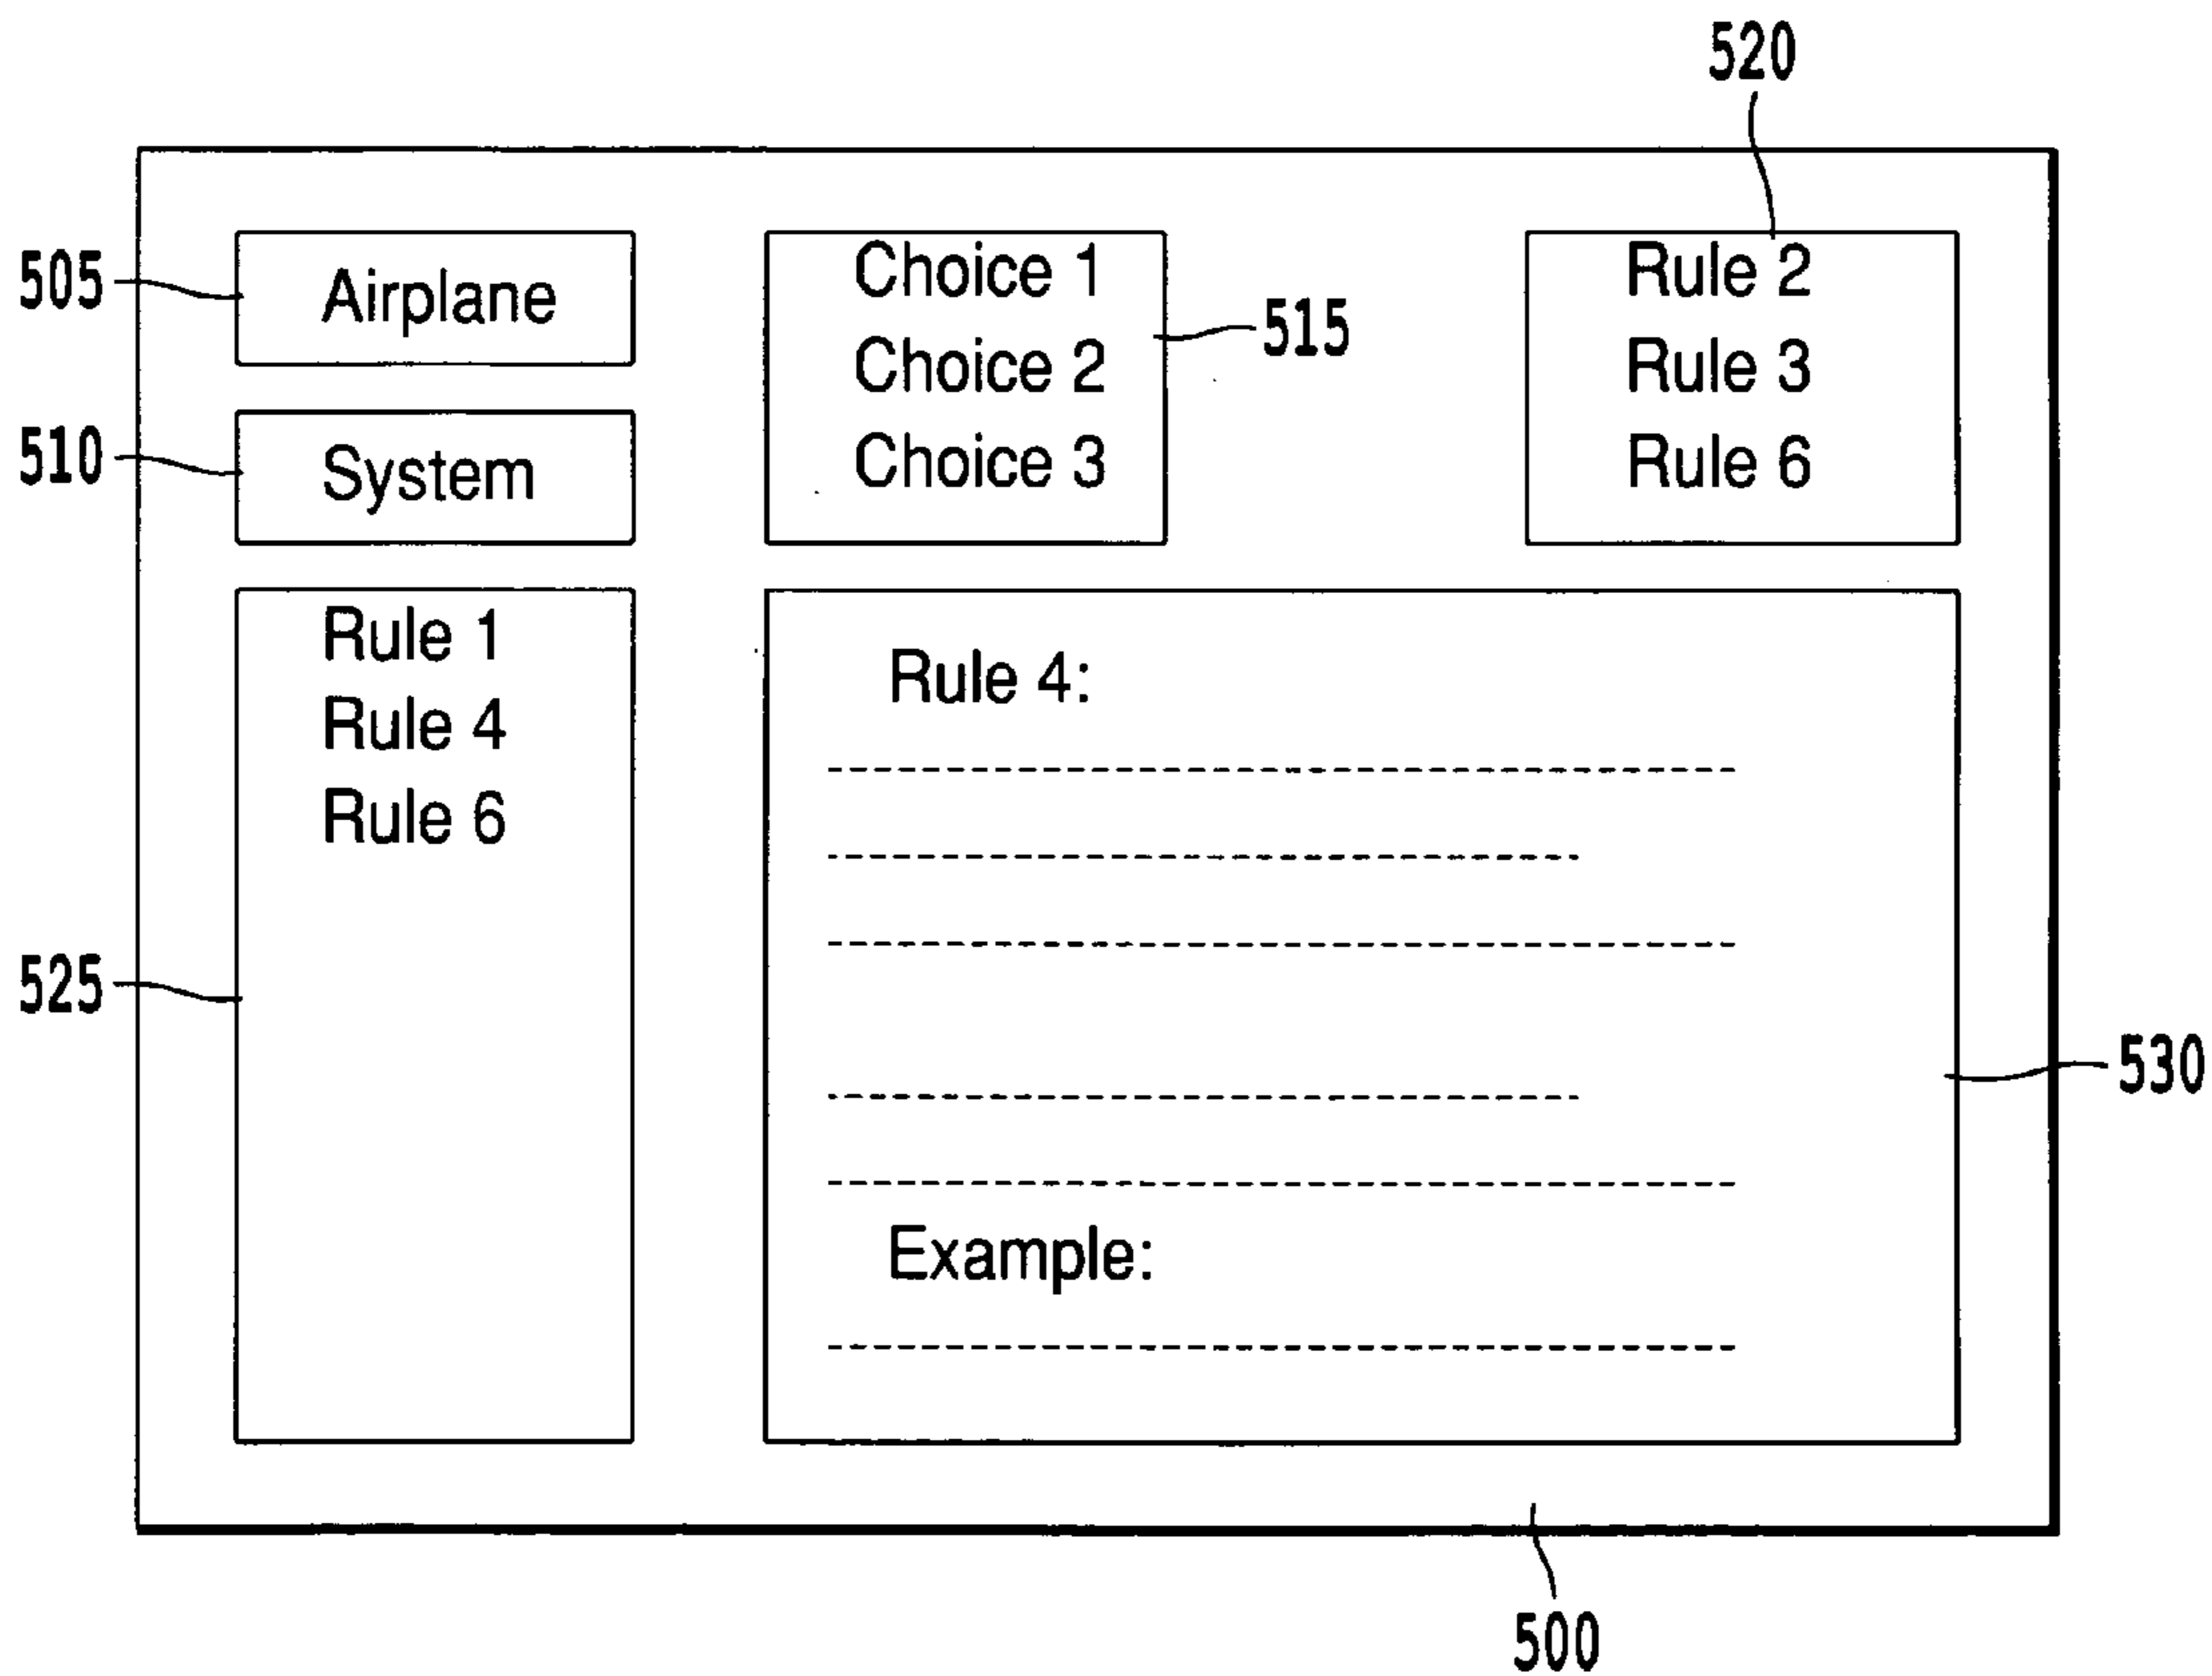 520
505
Airplane
Choice 1
Choice 2
Choice 3
515
Rule 2
Rule 3
Rule 6
510
System
Rule 1
Rule 4
Rule 6
525
Rule 4:
Example:
530
500